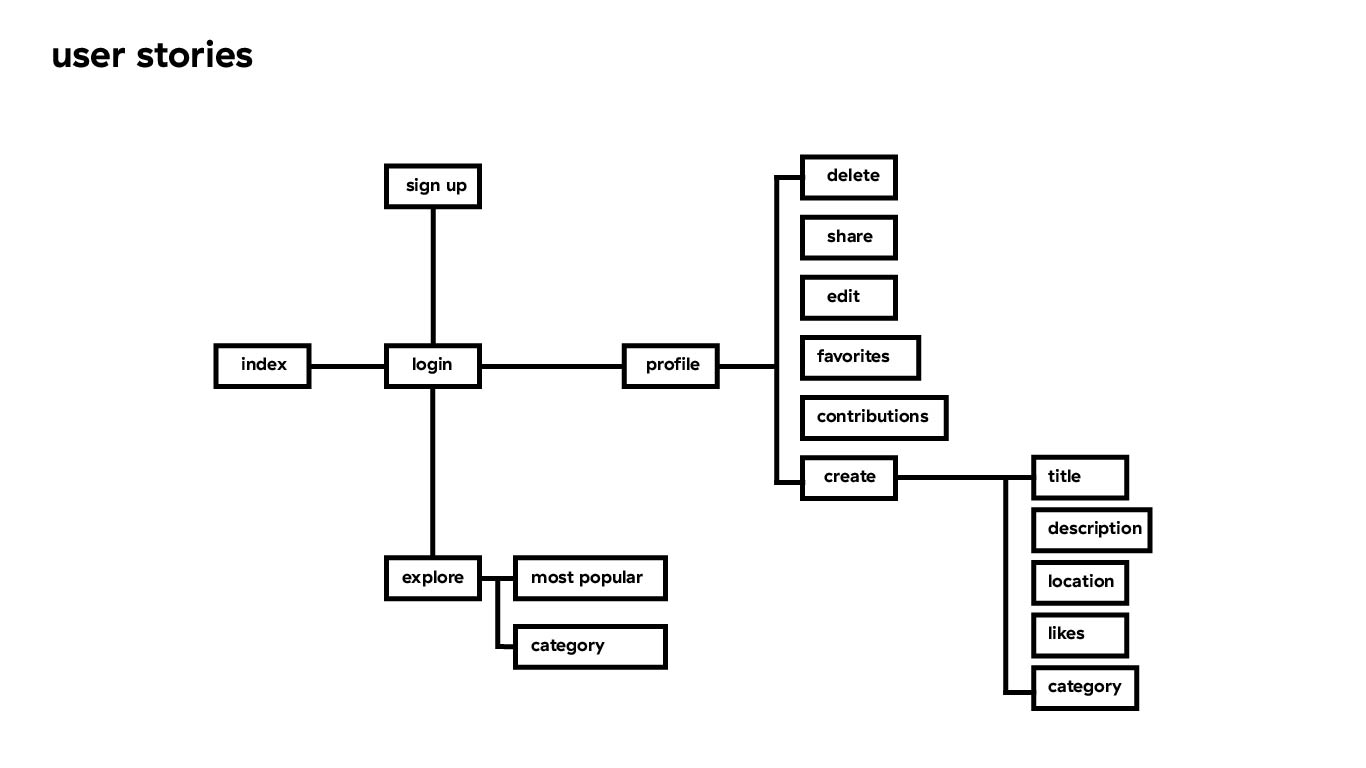 user stories
sign up
index
login
profile
delete
share
edit
favorites
contributions
create
title
description
location
likes
category
explore
most popular
category